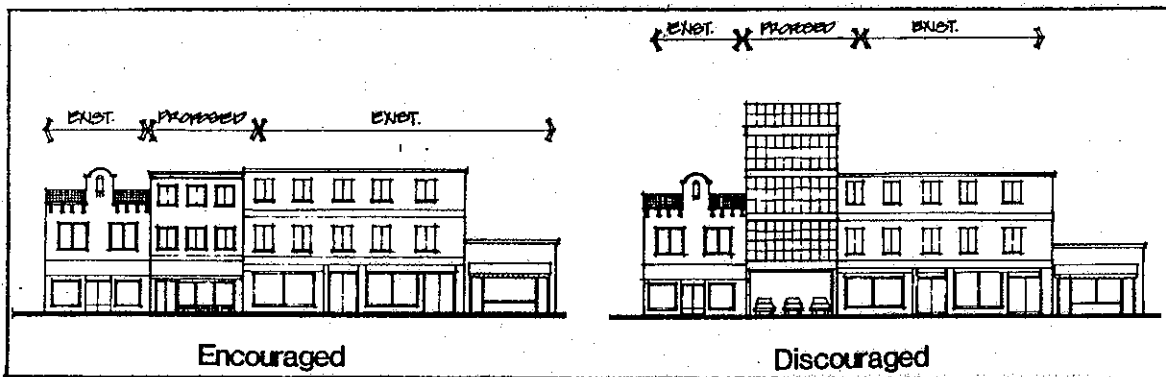 EXIST. PROPOSED EXIST.
Encouraged
EXIST. PROPOSED EXIST.
Discouraged